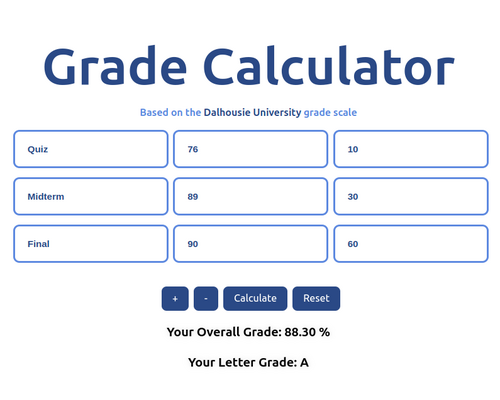 Grade Calculator
Based on the Dalhousie University grade scale
Quiz 76 10
Midterm 89 30
Final 90 60
+ - Calculate Reset
Your Overall Grade: 88.30 %
Your Letter Grade: A